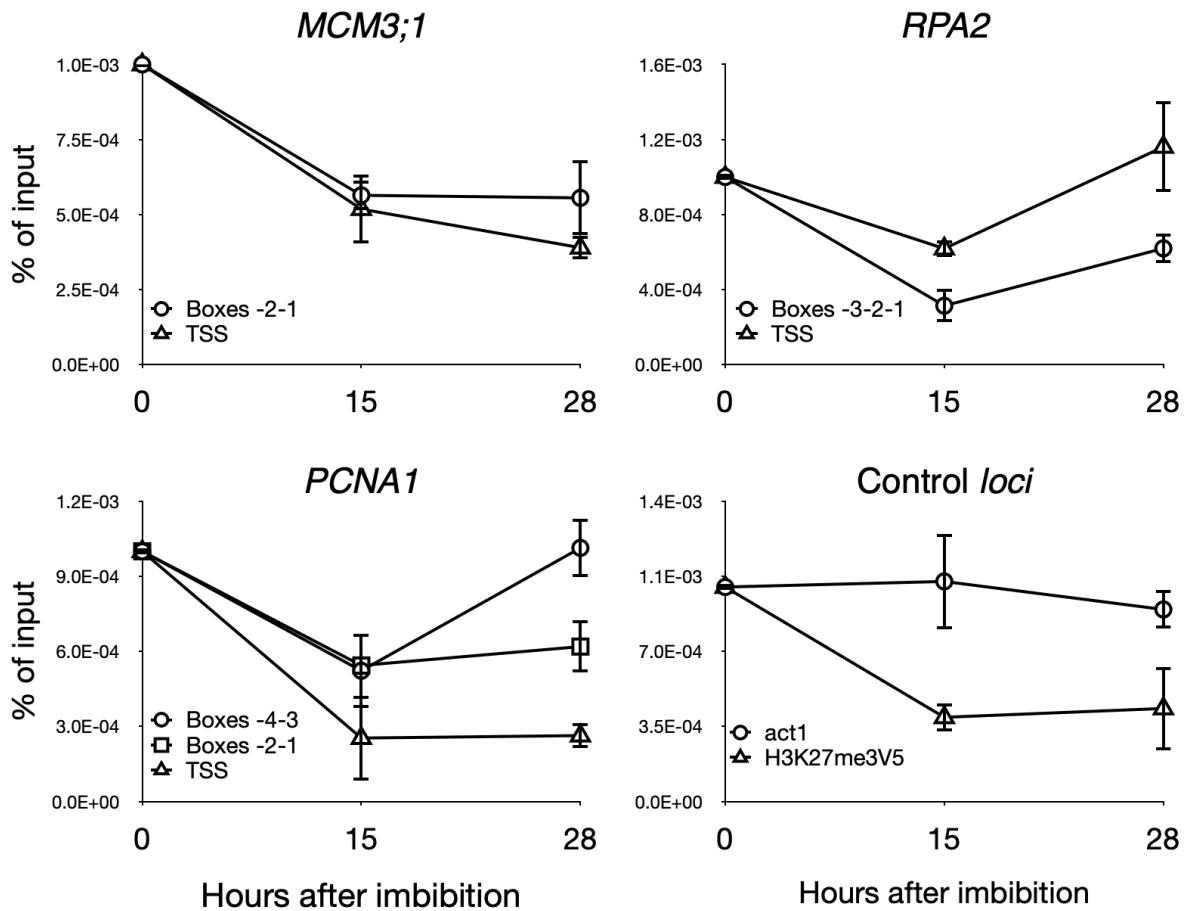 MCM3;1
% of input
1.0E-03
7.5E-04
5.0E-04
2.5E-04
0.0E+00
Boxes -2-1
TSS
0 15 28
RPA2
1.6E-03
1.2E-03
8.0E-04
4.0E-04
0.0E+00
Boxes -3-2-1
TSS
0 15 28
PCNA1
% of input
1.2E-03
9.0E-04
6.0E-04
3.0E-04
0.0E+00
Boxes -4-3
Boxes -2-1
TSS
0 15 28
Hours after imbibition
Control loci
1.4E-03
1.1E-03
7.0E-04
3.5E-04
0.0E+00
act1
H3K27me3V5
0 15 28
Hours after imbibition